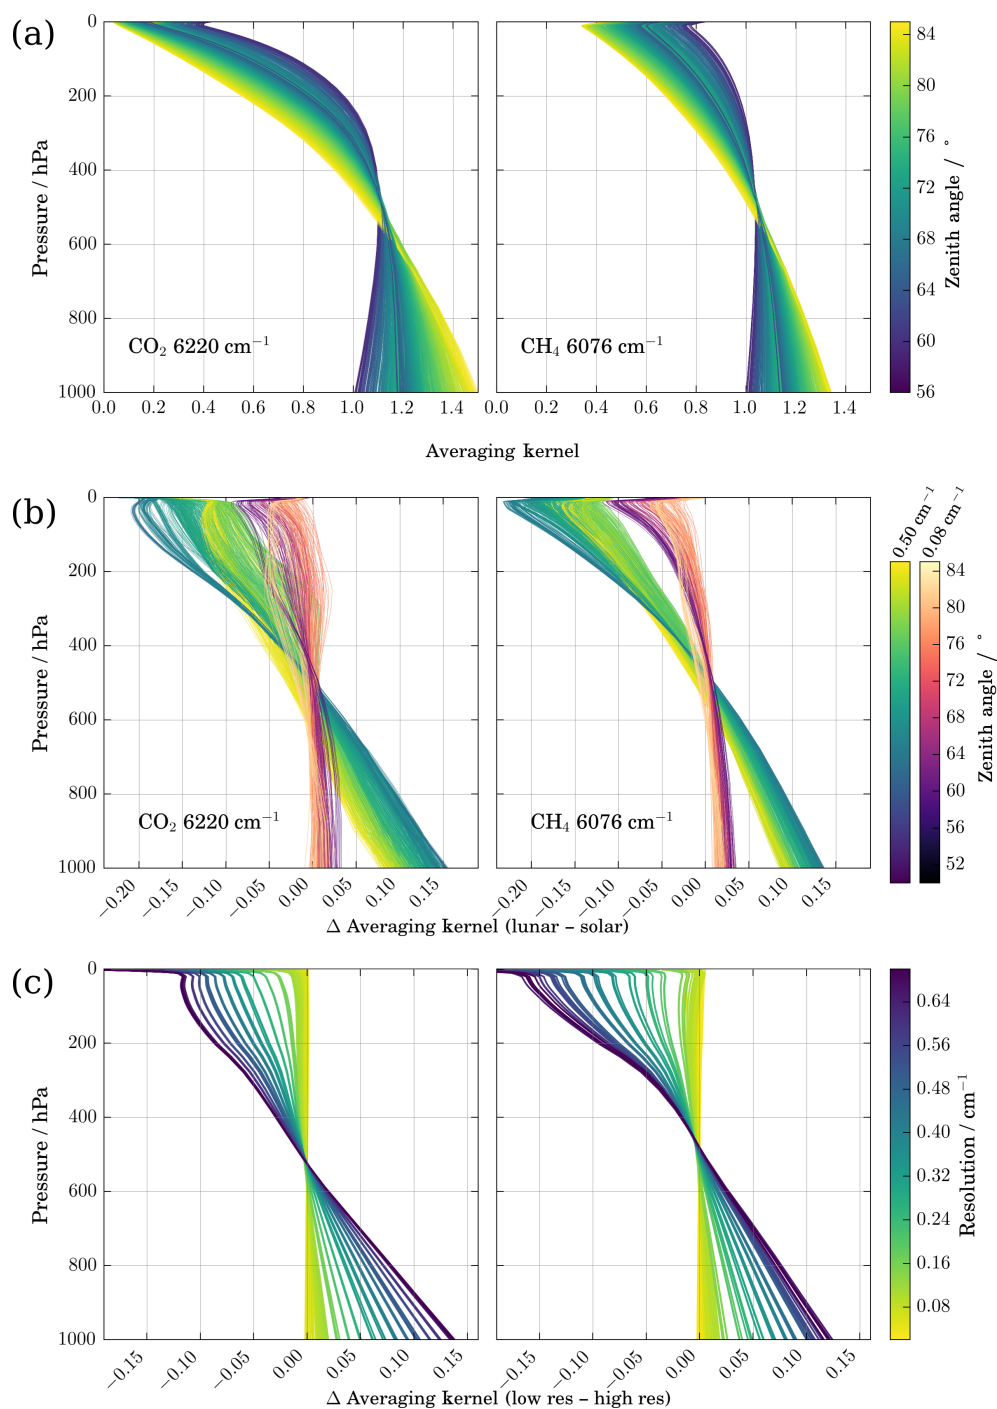 (a)
0
200
400
600
800
1000
Pressure / hPa
CO₂ 6220 cm⁻¹
0.0 0.2 0.4 0.6 0.8 1.0 1.2 1.4
CH₄ 6076 cm⁻¹
0.0 0.2 0.4 0.6 0.8 1.0 1.2 1.4
Averaging kernel
84
80
76
72
68
64
60
56
Zenith angle / °
(b)
0
200
400
600
800
1000
Pressure / hPa
CO₂ 6220 cm⁻¹
−0.20 −0.15 −0.10 −0.05 0.00 0.05 0.10 0.15
CH₄ 6076 cm⁻¹
−0.20 −0.15 −0.10 −0.05 0.00 0.05 0.10 0.15
Δ Averaging kernel (lunar – solar)
0.50 cm⁻¹
0.08 cm⁻¹
84
80
76
72
68
64
60
56
52
Zenith angle / °
(c)
0
200
400
600
800
1000
Pressure / hPa
−0.15 −0.10 −0.05 0.00 0.05 0.10 0.15
−0.15 −0.10 −0.05 0.00 0.05 0.10 0.15
Δ Averaging kernel (low res – high res)
0.64
0.56
0.48
0.40
0.32
0.24
0.16
0.08
Resolution / cm⁻¹